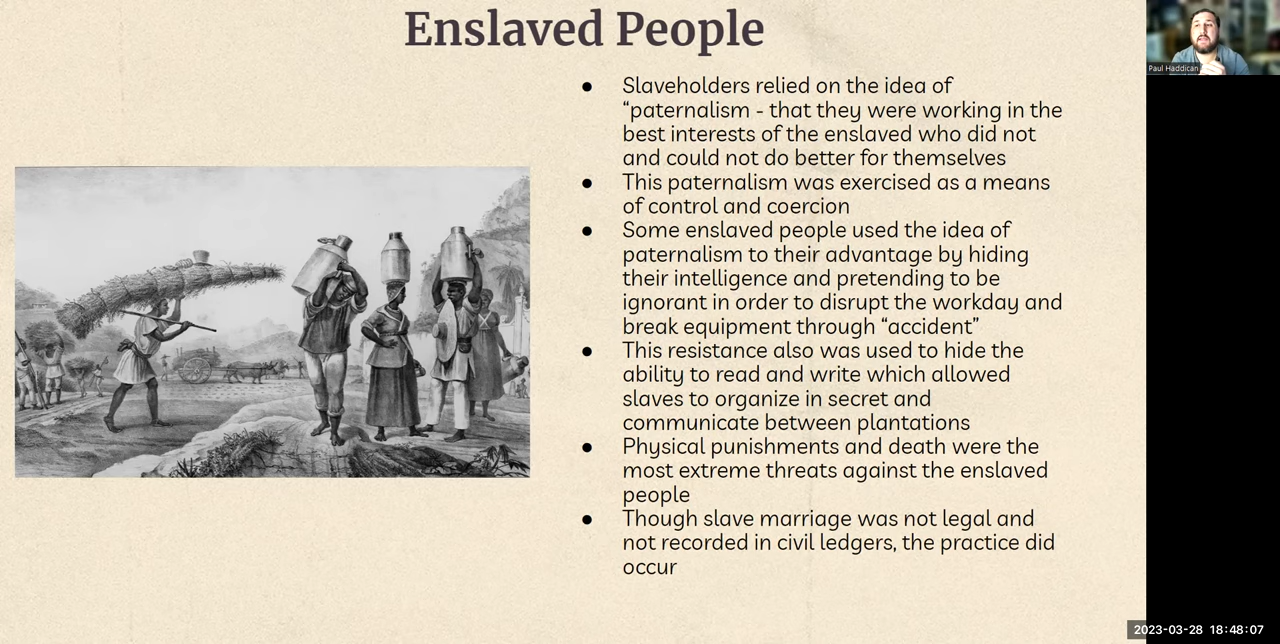 Enslaved People
● Slaveholders relied on the idea of
“paternalism - that they were working in the
best interests of the enslaved who did not
and could not do better for themselves
● This paternalism was exercised as a means
of control and coercion
● Some enslaved people used the idea of
paternalism to their advantage by hiding
their intelligence and pretending to be
ignorant in order to disrupt the workday and
break equipment through “accident”
● This resistance also was used to hide the
ability to read and write which allowed
slaves to organize in secret and
communicate between plantations
● Physical punishments and death were the
most extreme threats against the enslaved
people
● Though slave marriage was not legal and
not recorded in civil ledgers, the practice did
occur
Paul Haddican
2023-03-28 18:48:07